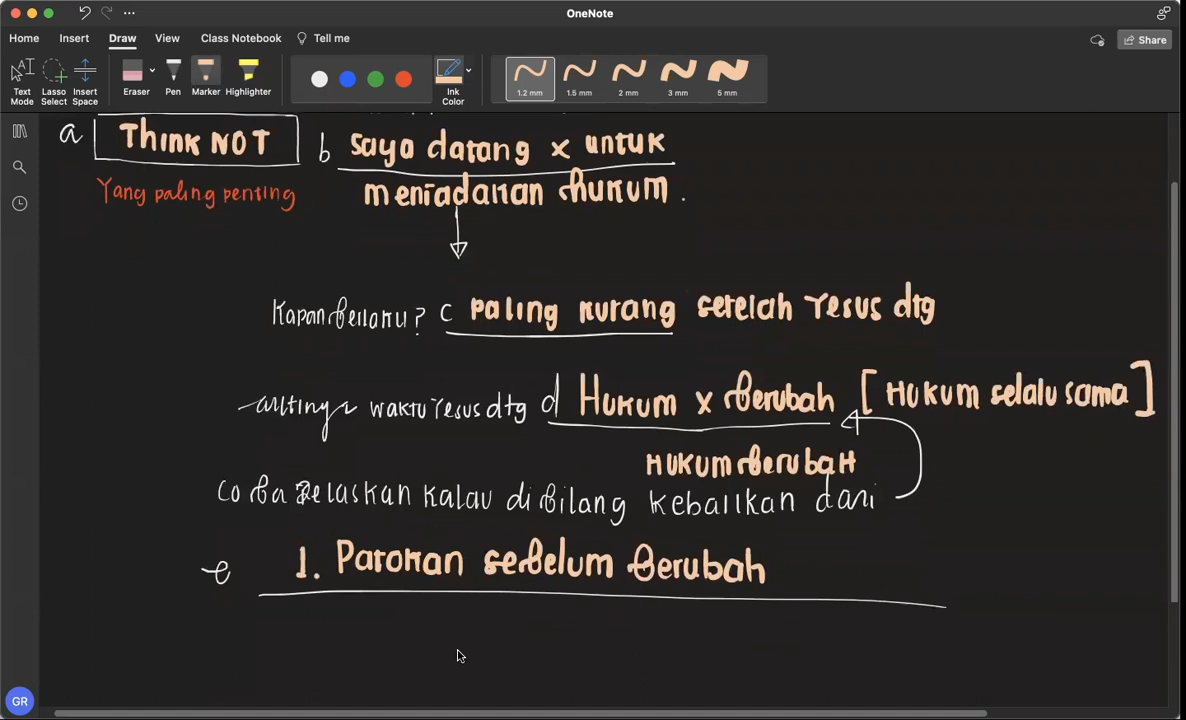 OneNote
Home Insert Draw View Class Notebook Tell me Share
Text Mode Lasso Select Insert Space Eraser Pen Marker Highlighter Ink Color 1.2 mm 1.5 mm 2 mm 3 mm 5 mm
a Think NOT b saya datang x untuk
Yang paling penting meniadakan hukum.
Kapan berlaku? c paling kurang setelah Yesus dtg
artinya waktu Yesus dtg d Hukum x berubah [Hukum selalu sama]
Hukum berubah
Coba Jelaskan kalau dibilang kebalikan dari
e 1. Patokan sebelum berubah
GR